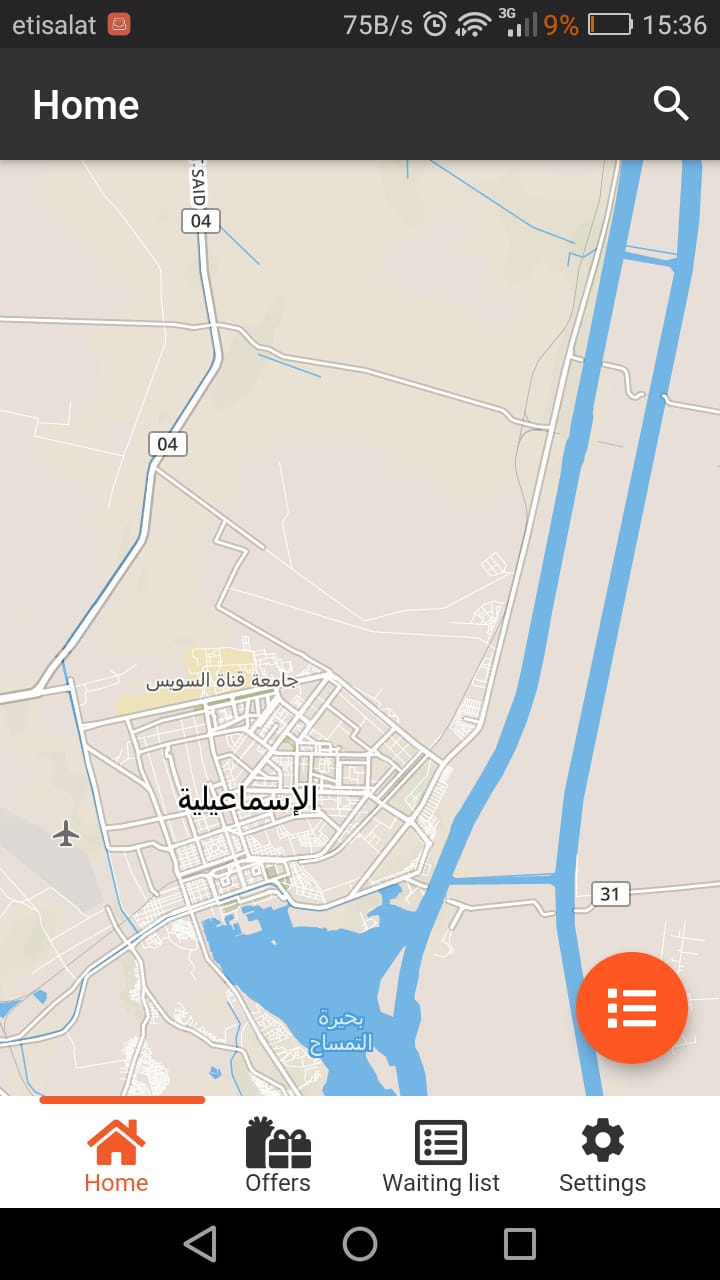 etisalat 75B/s 3G 9% 15:36
Home
T. SAID
04
04
جامعة قناة السويس
الإسماعيلية
31
بحيرة
التمساح
Home Offers Waiting list Settings